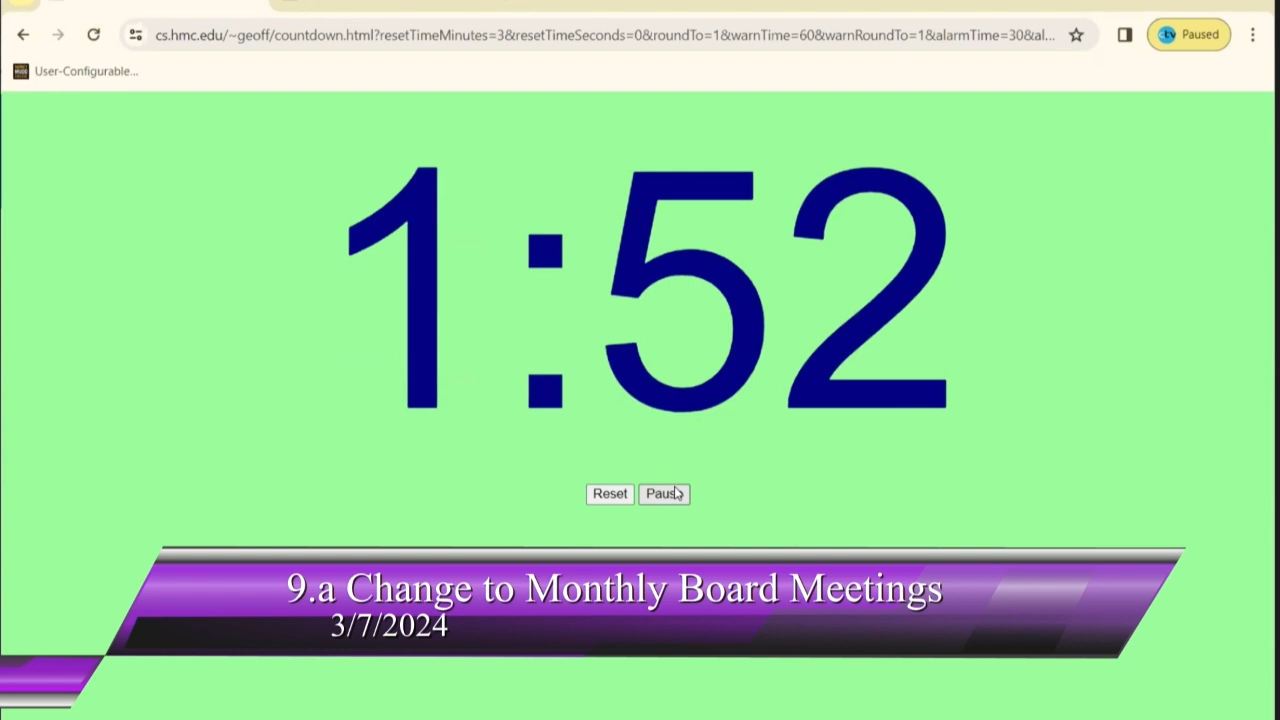 cs.hmc.edu/~geoff/countdown.html?resetTimeMinutes=3&resetTimeSeconds=0&roundTo=1&warnTime=60&warnRoundTo=1&alarmTime=30&al...
tv Paused
User-Configurable...
1:52
Reset Pause
9.a Change to Monthly Board Meetings
3/7/2024